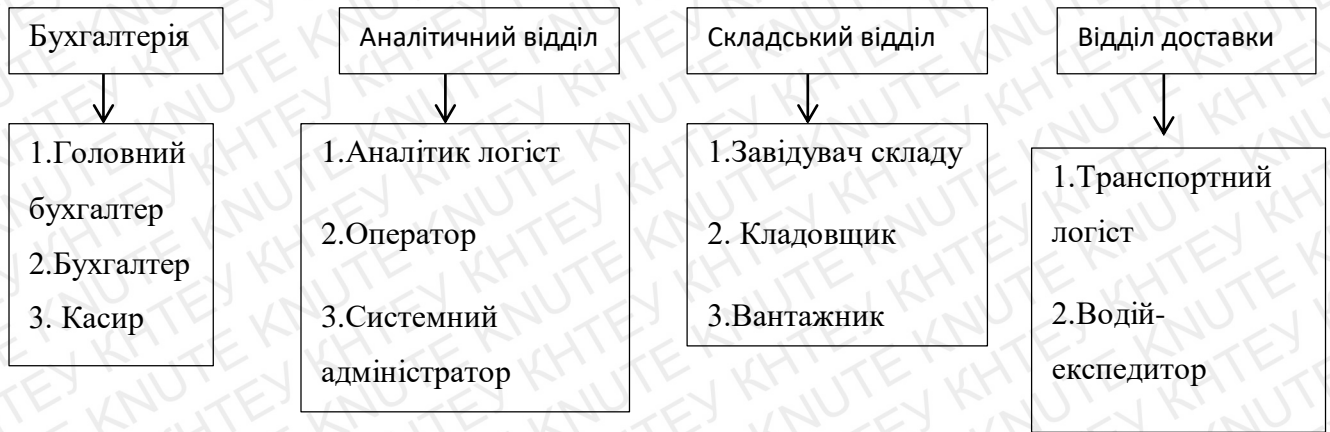 Бухгалтерія
Аналітичний відділ
Складський відділ
Відділ доставки
1.Головний
бухгалтер
2.Бухгалтер
3. Касир
1.Аналітик логіст
2.Оператор
3.Системний
адміністратор
1.Завідувач складу
2. Кладовщик
3.Вантажник
1.Транспортний
логіст
2.Водій-
експедитор